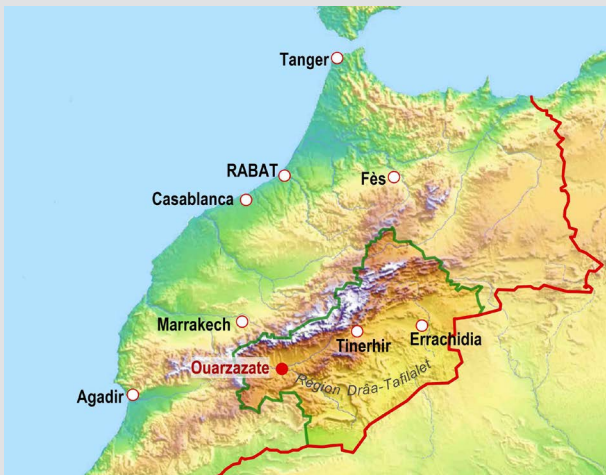 Tanger
RABAT
Fès
Casablanca
Marrakech
Errachidia
Tinerhir
Ouarzazate
Région Drâa-Tafilalet
Agadir